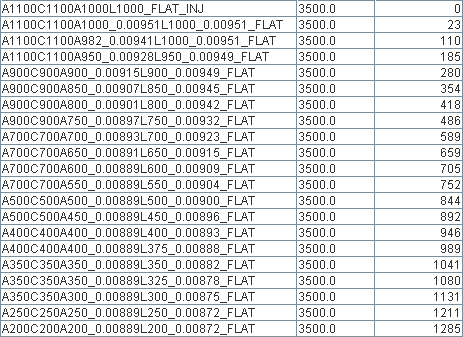 A1100C1100A1000L1000_FLAT_INJ 3500.0 0
A1100C1100A1000_0.00951L1000_0.00951_FLAT 3500.0 23
A1100C1100A982_0.00941L1000_0.00951_FLAT 3500.0 110
A1100C1100A950_0.00928L950_0.00949_FLAT 3500.0 185
A900C900A900_0.00915L900_0.00949_FLAT 3500.0 280
A900C900A850_0.00907L850_0.00945_FLAT 3500.0 354
A900C900A800_0.00901L800_0.00942_FLAT 3500.0 418
A900C900A750_0.00897L750_0.00932_FLAT 3500.0 486
A700C700A700_0.00893L700_0.00923_FLAT 3500.0 589
A700C700A650_0.00891L650_0.00915_FLAT 3500.0 659
A700C700A600_0.00889L600_0.00909_FLAT 3500.0 705
A700C700A550_0.00889L550_0.00904_FLAT 3500.0 752
A500C500A500_0.00889L500_0.00900_FLAT 3500.0 844
A500C500A450_0.00889L450_0.00896_FLAT 3500.0 892
A400C400A400_0.00889L400_0.00893_FLAT 3500.0 946
A400C400A400_0.00889L375_0.00888_FLAT 3500.0 989
A350C350A350_0.00889L350_0.00882_FLAT 3500.0 1041
A350C350A350_0.00889L325_0.00878_FLAT 3500.0 1080
A350C350A300_0.00889L300_0.00875_FLAT 3500.0 1131
A250C250A250_0.00889L250_0.00872_FLAT 3500.0 1211
A200C200A200_0.00889L200_0.00872_FLAT 3500.0 1285